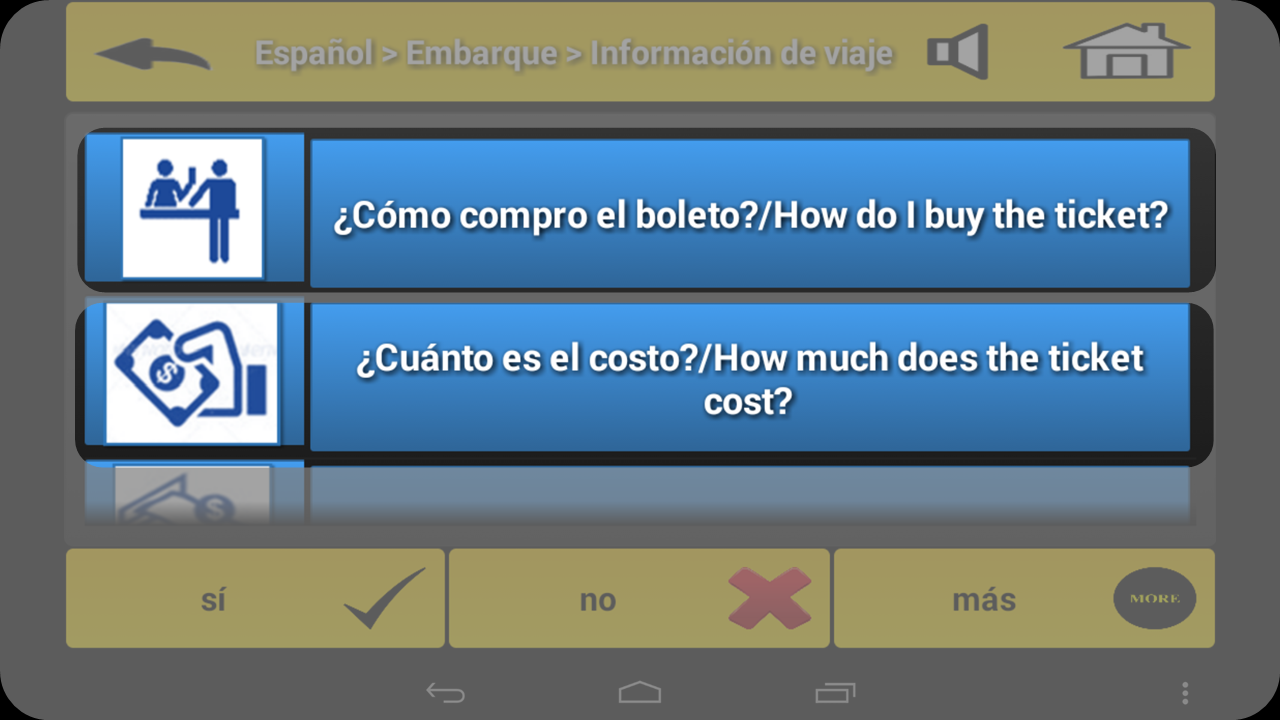 Español > Embarque > Información de viaje
¿Cómo compro el boleto?/How do I buy the ticket?
¿Cuánto es el costo?/How much does the ticket
cost?
sí
no
más
MORE